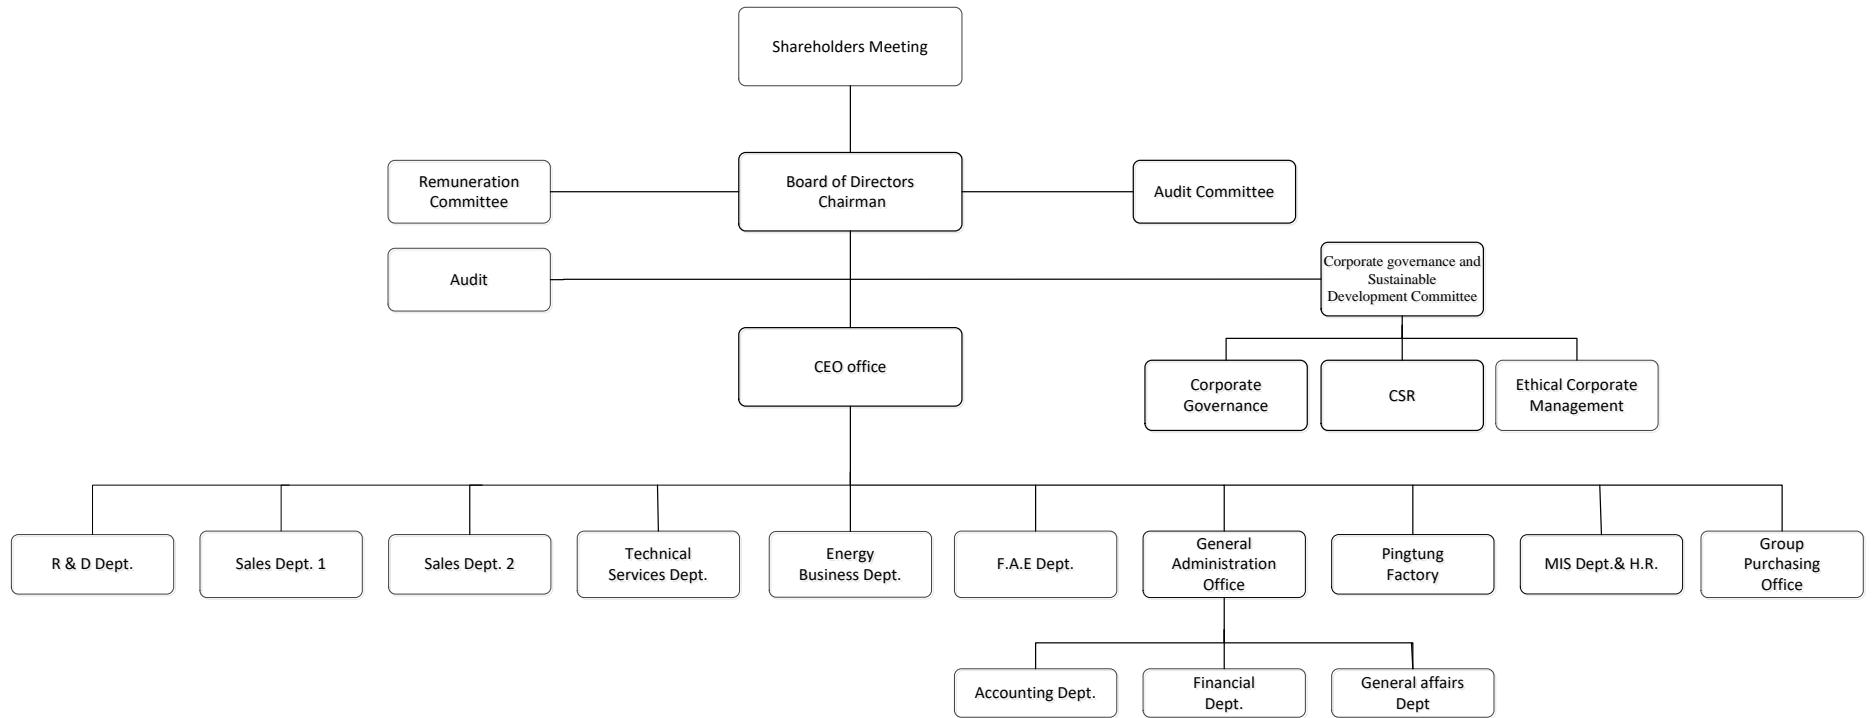 Shareholders Meeting
Remuneration
Committee
Board of Directors
Chairman
Audit Committee
Audit
Corporate governance and
Sustainable
Development Committee
CEO office
Corporate
Governance
CSR
Ethical Corporate
Management
R & D Dept.
Sales Dept. 1
Sales Dept. 2
Technical
Services Dept.
Energy
Business Dept.
F.A.E Dept.
General
Administration
Office
Pingtung
Factory
MIS Dept.& H.R.
Group
Purchasing
Office
Accounting Dept.
Financial
Dept.
General affairs
Dept